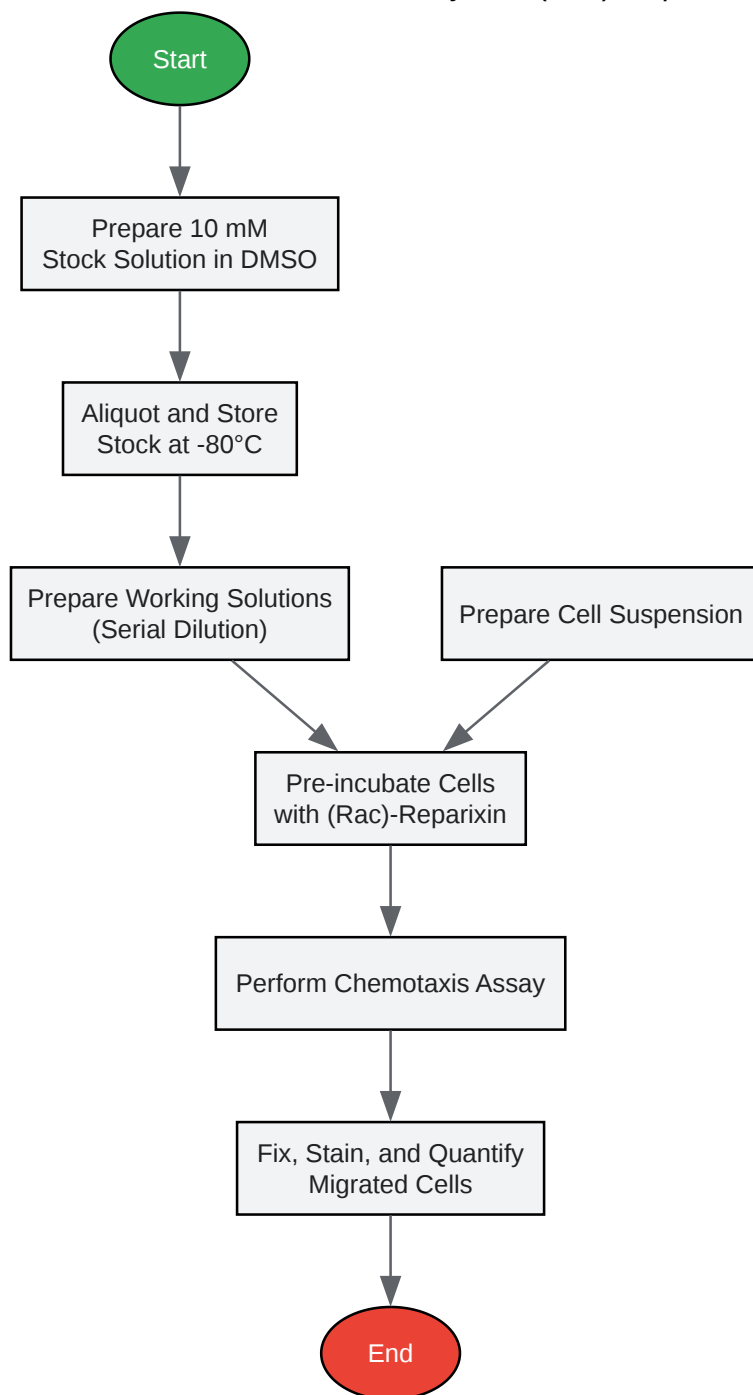 Start
Prepare 10 mM
Stock Solution in DMSO
Aliquot and Store
Stock at -80°C
Prepare Working Solutions
(Serial Dilution)
Prepare Cell Suspension
Pre-incubate Cells
with (Rac)-Reparixin
Perform Chemotaxis Assay
Fix, Stain, and Quantify
Migrated Cells
End